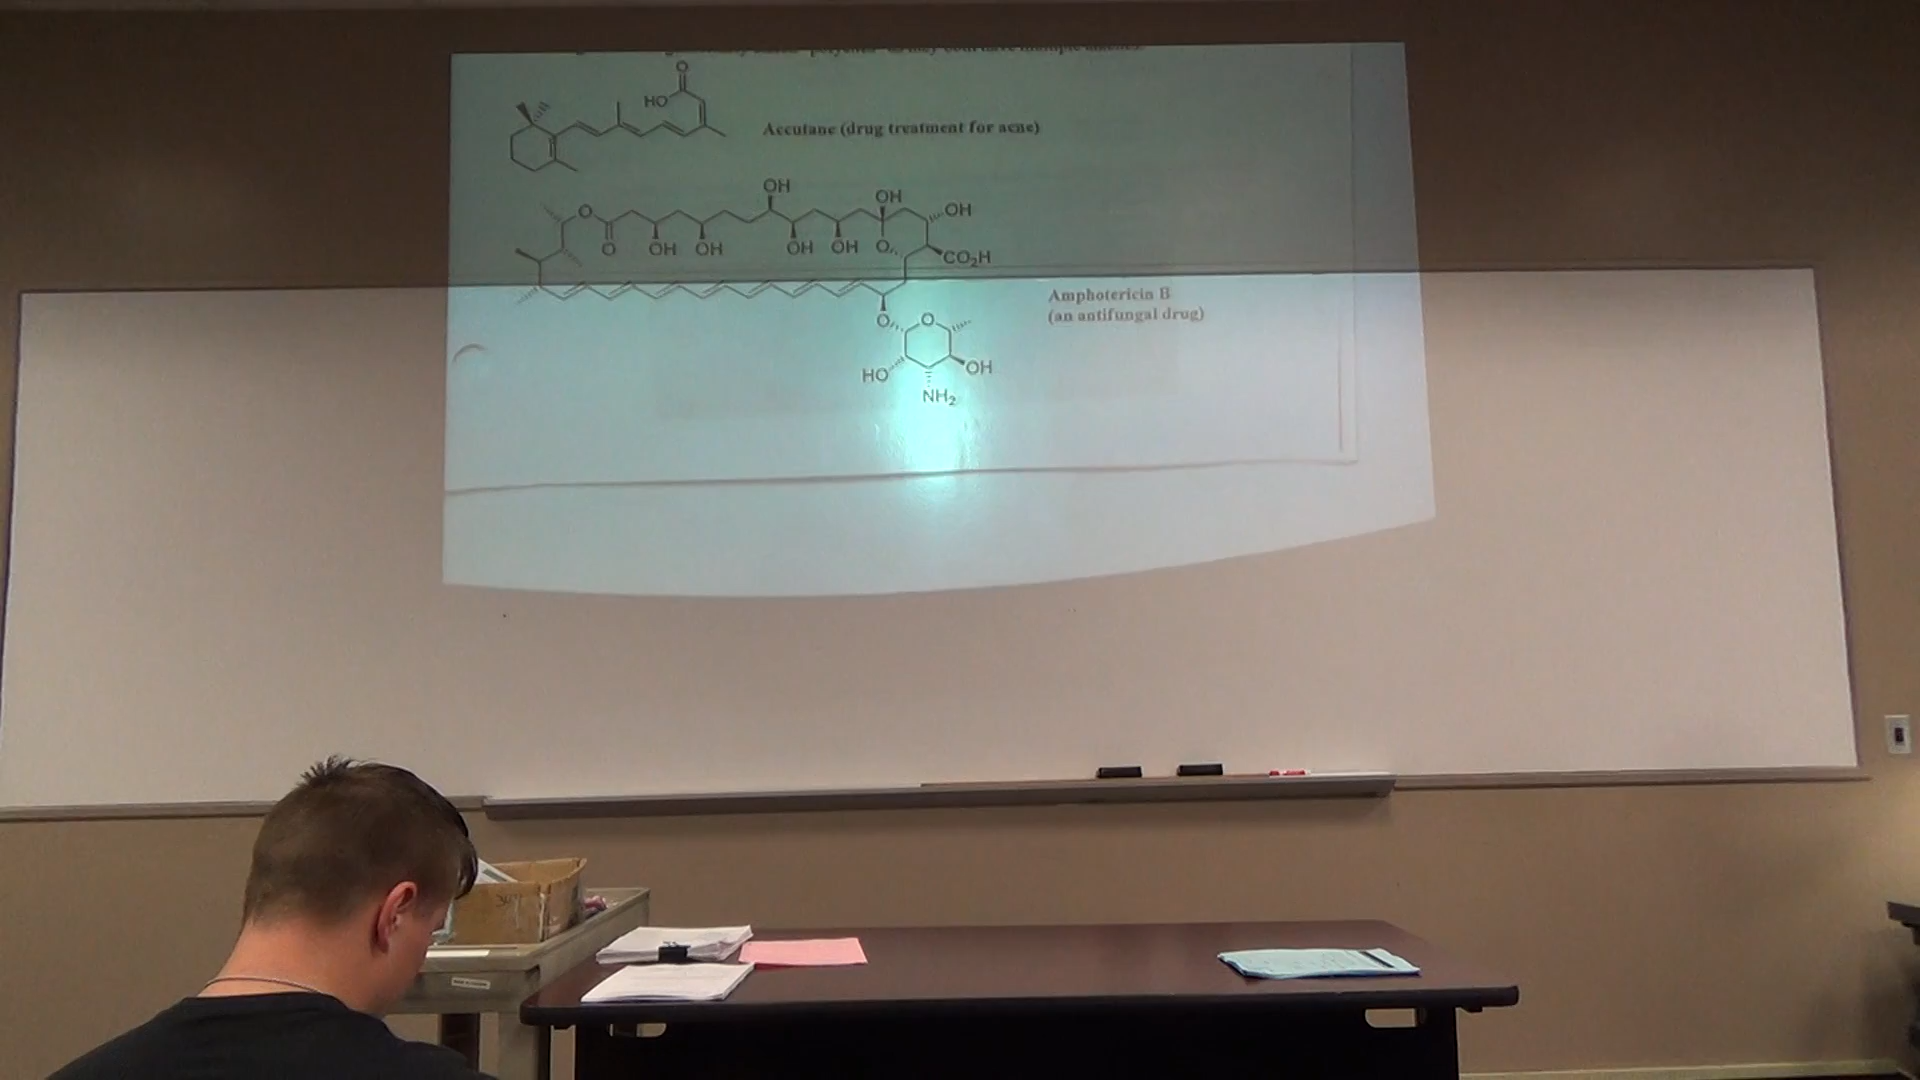 O
HO
Accutane (drug treatment for acne)
OH
OH
O
OH
O
OH
OH
OH
OH
O
CO₂H
Amphotericin B
(an antifungal drug)
O
O
HO
OH
NH₂